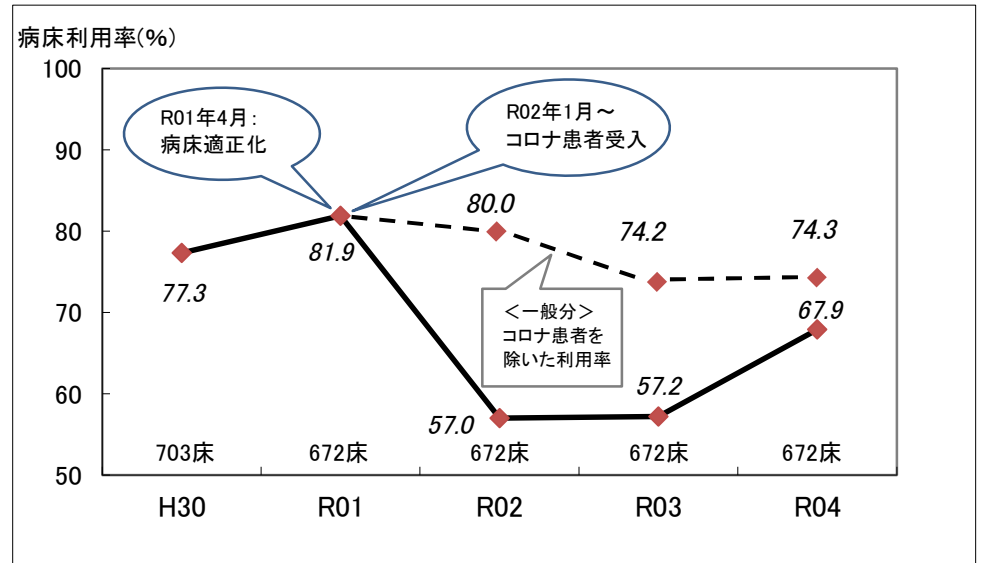 病床利用率(%)
100
90
80
70
60
50
R01年4月：
病床適正化
R02年1月～
コロナ患者受入
77.3
81.9
80.0
74.2
74.3
57.0
57.2
67.9
＜一般分＞
コロナ患者を
除いた利用率
703床
672床
672床
672床
672床
H30
R01
R02
R03
R04